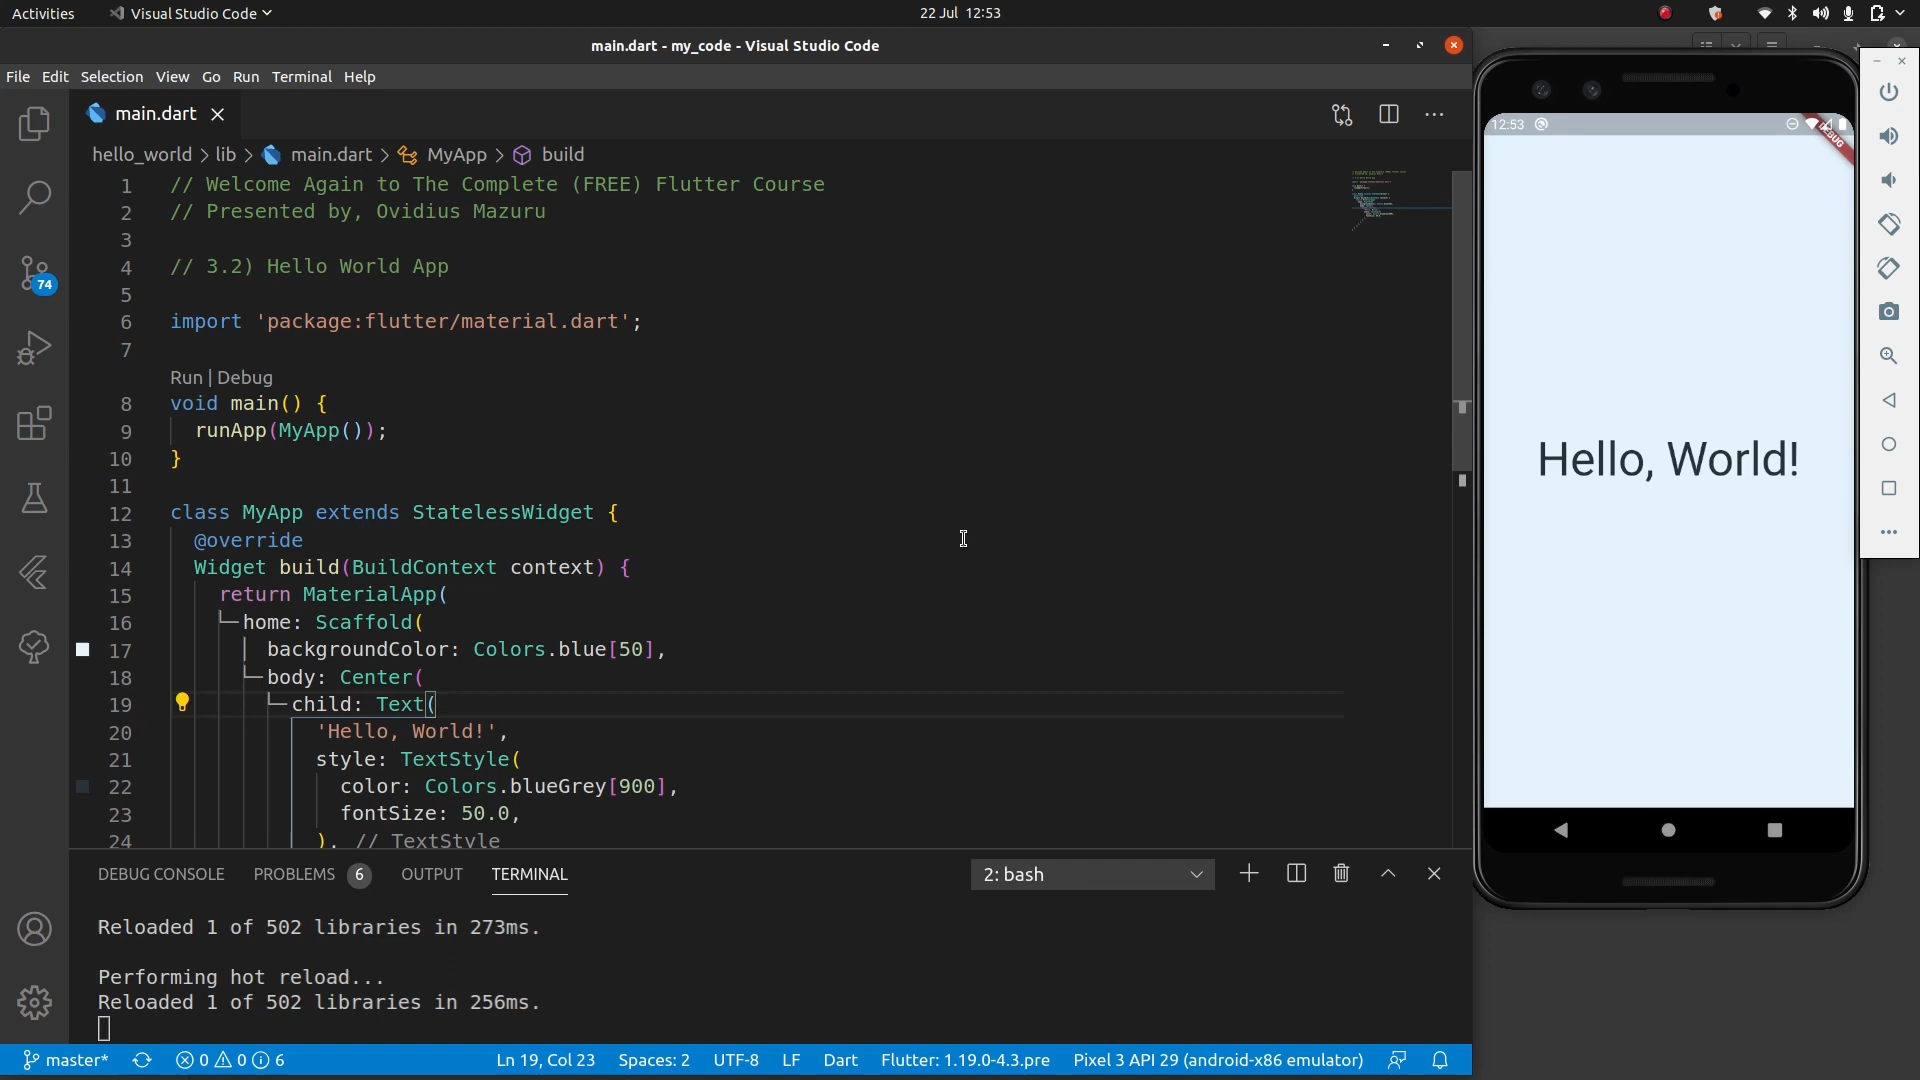 Activities
Visual Studio Code
22 Jul 12:53
main.dart - my_code - Visual Studio Code
File Edit Selection View Go Run Terminal Help
main.dart
hello_world > lib > main.dart > MyApp > build
1 // Welcome Again to The Complete (FREE) Flutter Course
2 // Presented by, Ovidius Mazuru
3
4 // 3.2) Hello World App
5
6 import 'package:flutter/material.dart';
7
Run | Debug
8 void main() {
9 runApp(MyApp());
10 }
11
12 class MyApp extends StatelessWidget {
13 @override
14 Widget build(BuildContext context) {
15 return MaterialApp(
16 home: Scaffold(
17 backgroundColor: Colors.blue[50],
18 body: Center(
19 child: Text(
20 'Hello, World!',
21 style: TextStyle(
22 color: Colors.blueGrey[900],
23 fontSize: 50.0,
24 ), // TextStyle
74
DEBUG CONSOLE PROBLEMS 6 OUTPUT TERMINAL
2: bash
Reloaded 1 of 502 libraries in 273ms.
Performing hot reload...
Reloaded 1 of 502 libraries in 256ms.
master* 0 0 6
Ln 19, Col 23 Spaces: 2 UTF-8 LF Dart Flutter: 1.19.0-4.3.pre Pixel 3 API 29 (android-x86 emulator)
12:53
DEBUG
Hello, World!